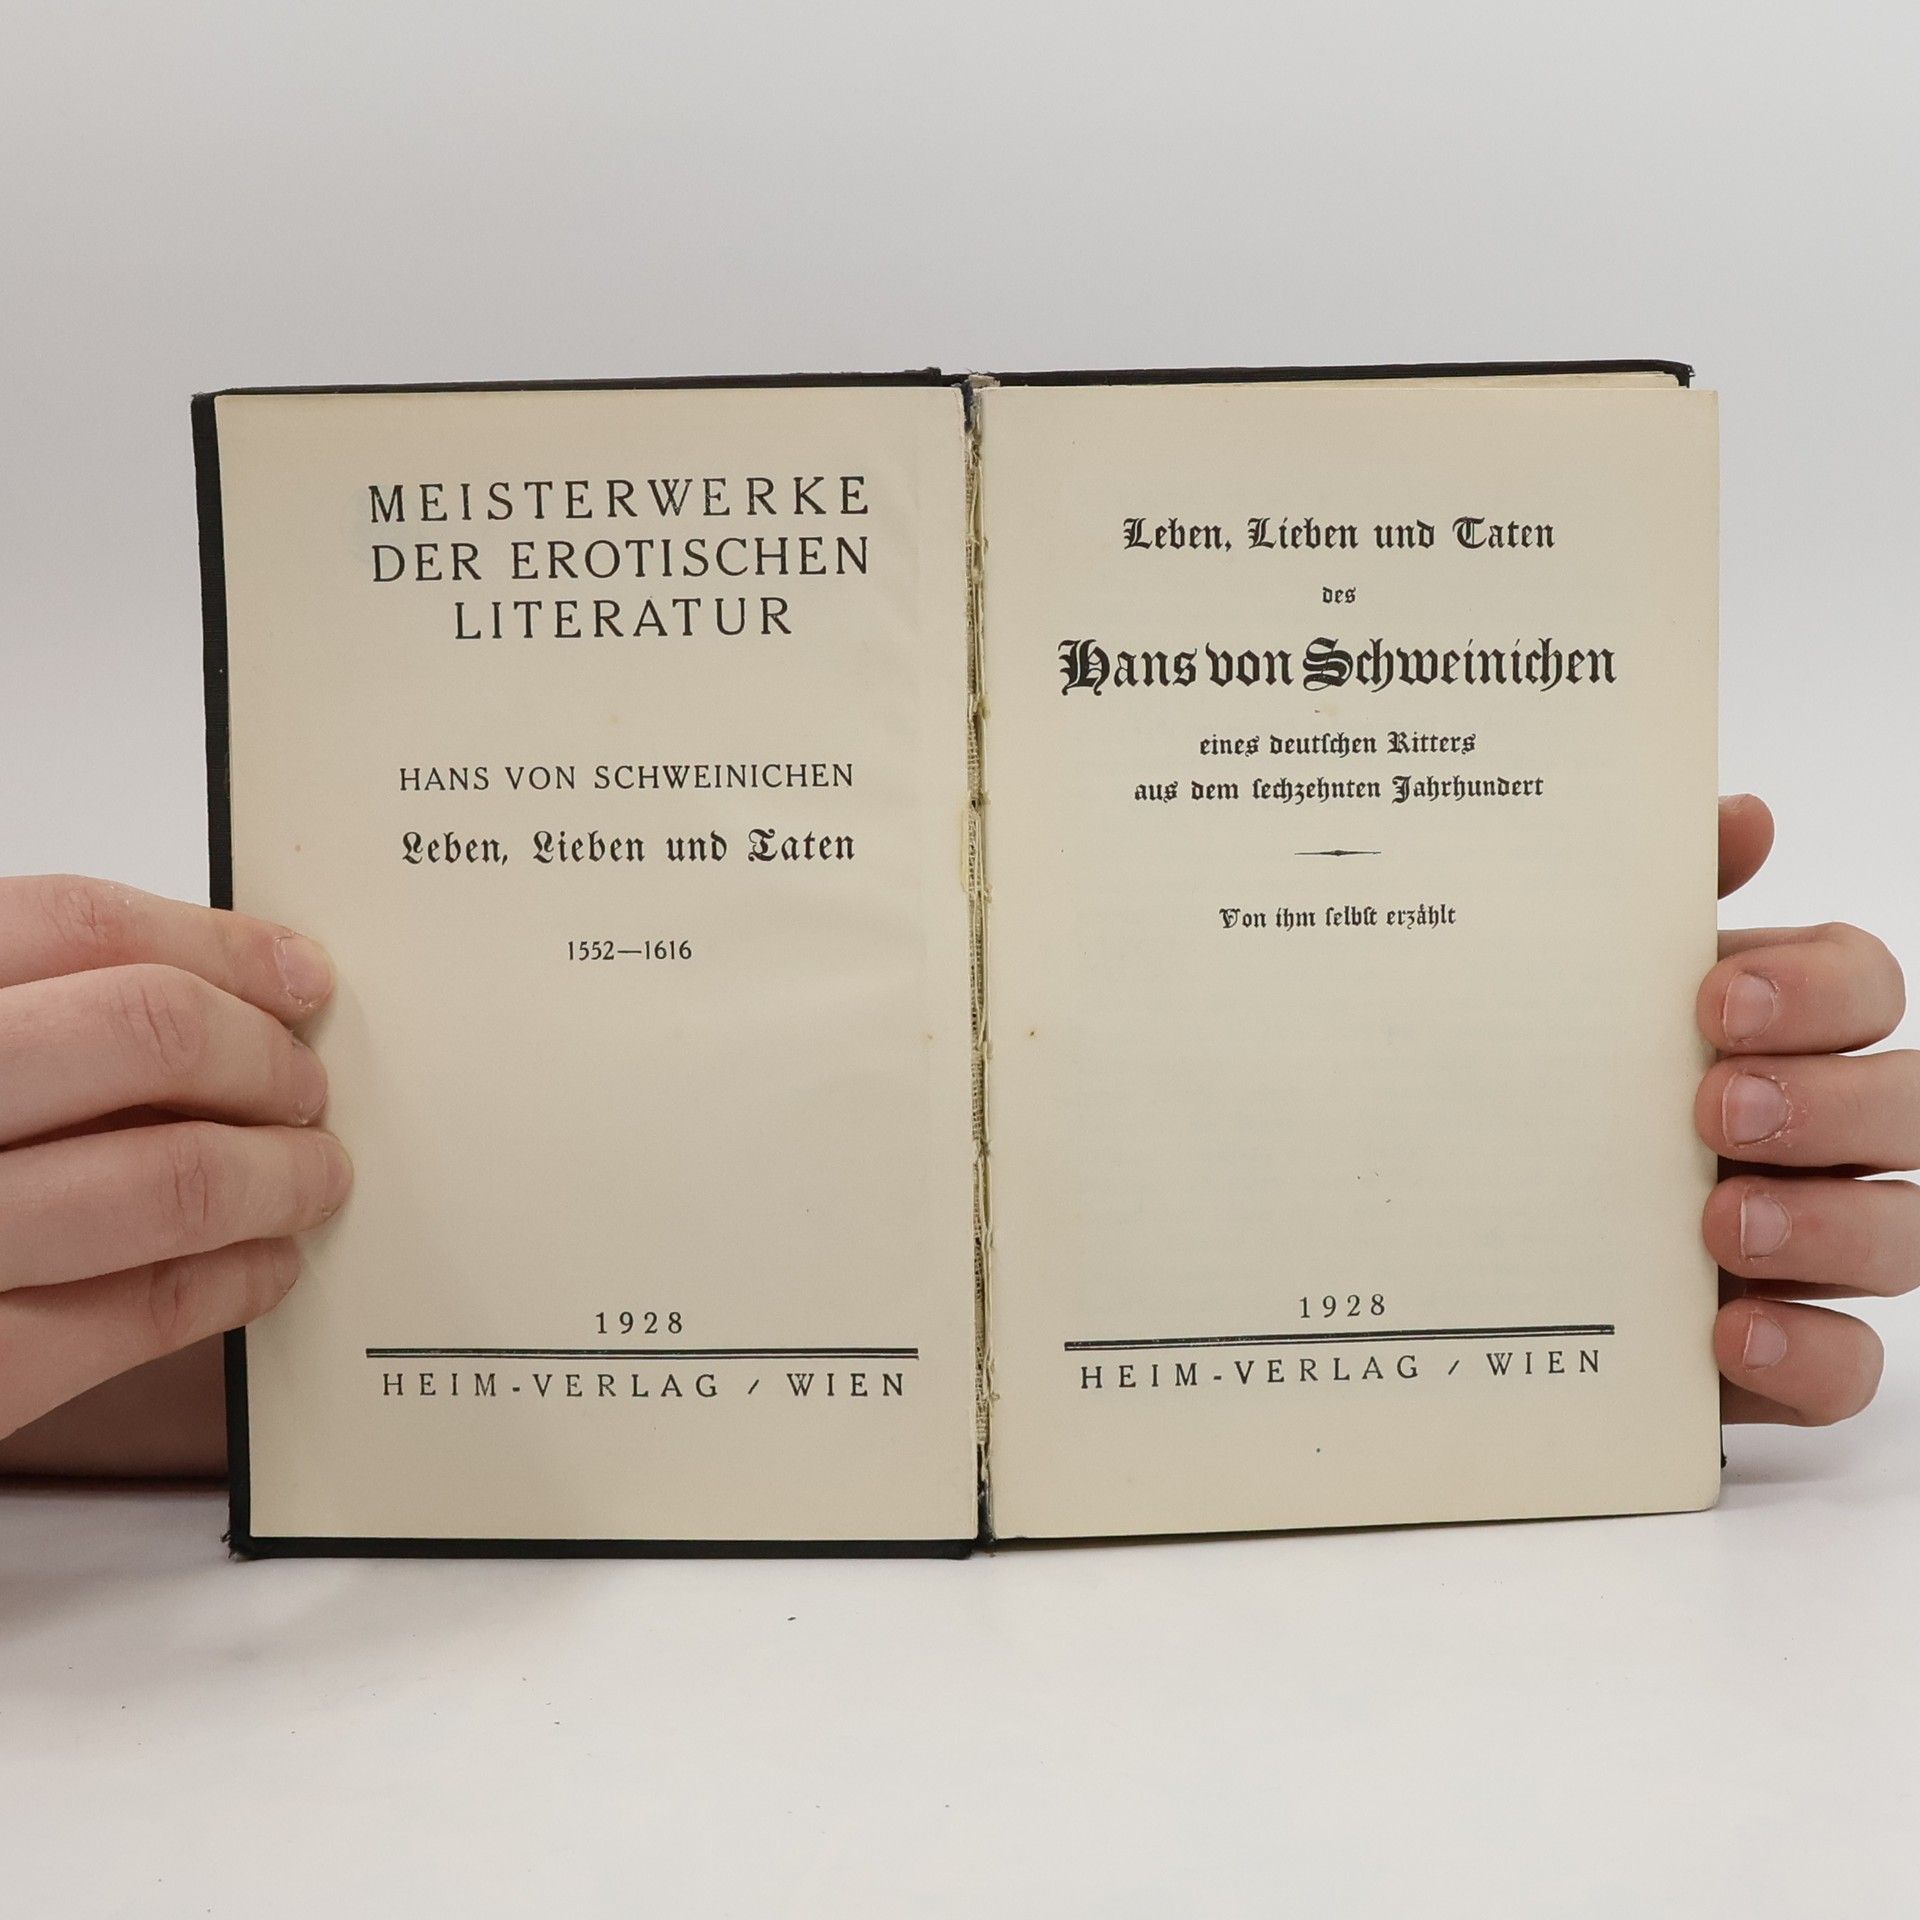 MEISTERWERKE
DER EROTISCHEN
LITERATUR
HANS VON SCHWEINICHEN
Leben, Lieben und Taten
1552—1616
1928
HEIM-VERLAG / WIEN
Leben, Lieben und Taten
des
Hans von Schweinichen
eines deutſchen Ritters
aus dem ſechzehnten Jahrhundert
Von ihm ſelbſt erzählt
1928
HEIM-VERLAG / WIEN